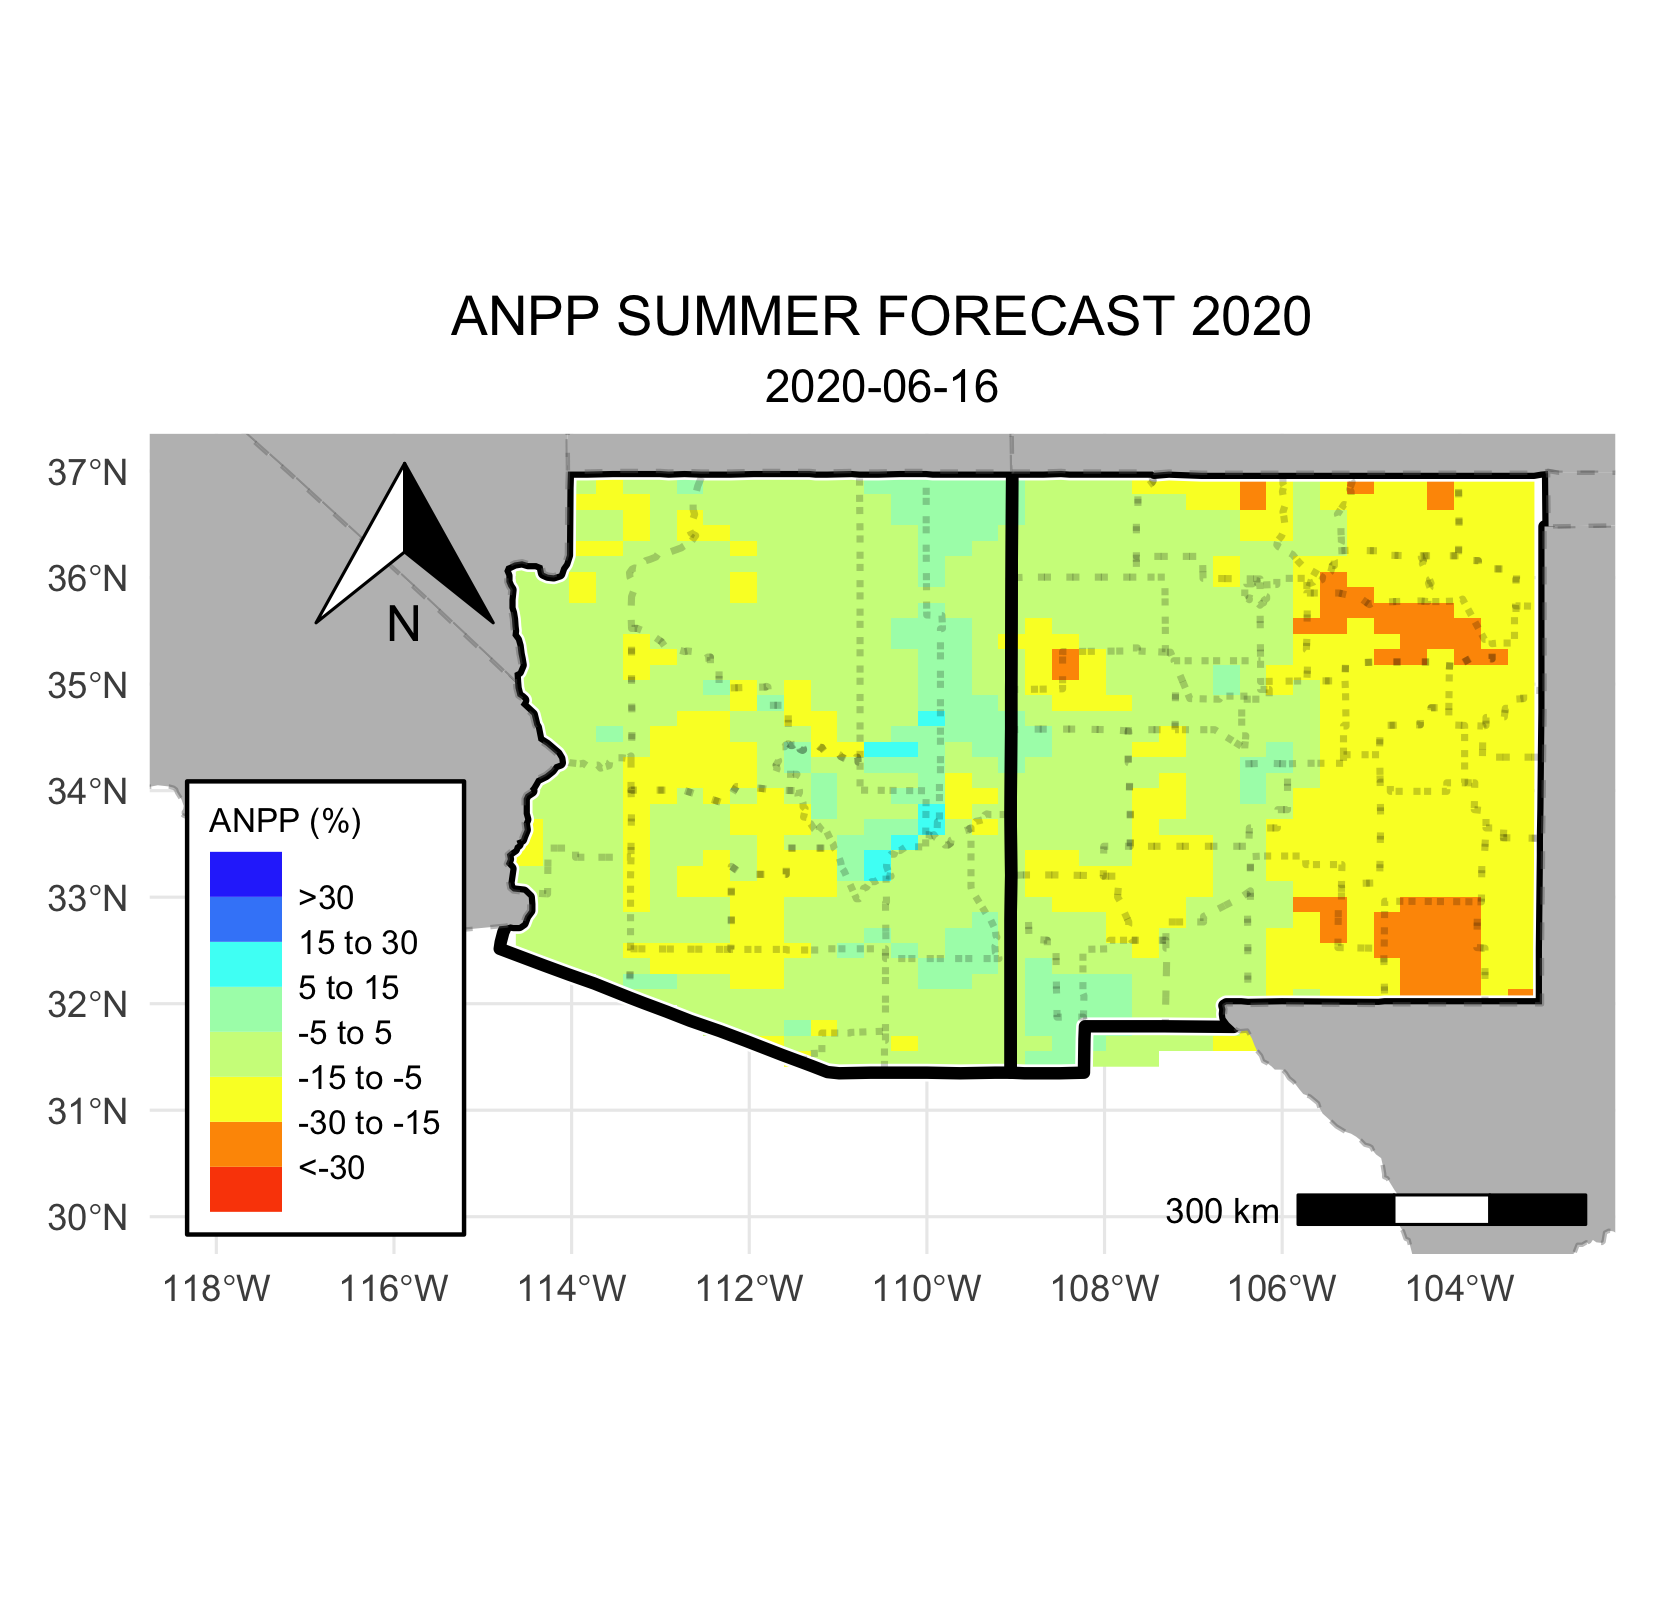 ANPP SUMMER FORECAST 2020
2020-06-16
37°N
36°N
35°N
34°N
33°N
32°N
31°N
30°N
N
ANPP (%)
>30
15 to 30
5 to 15
-5 to 5
-15 to -5
-30 to -15
<-30
300 km
118°W
116°W
114°W
112°W
110°W
108°W
106°W
104°W